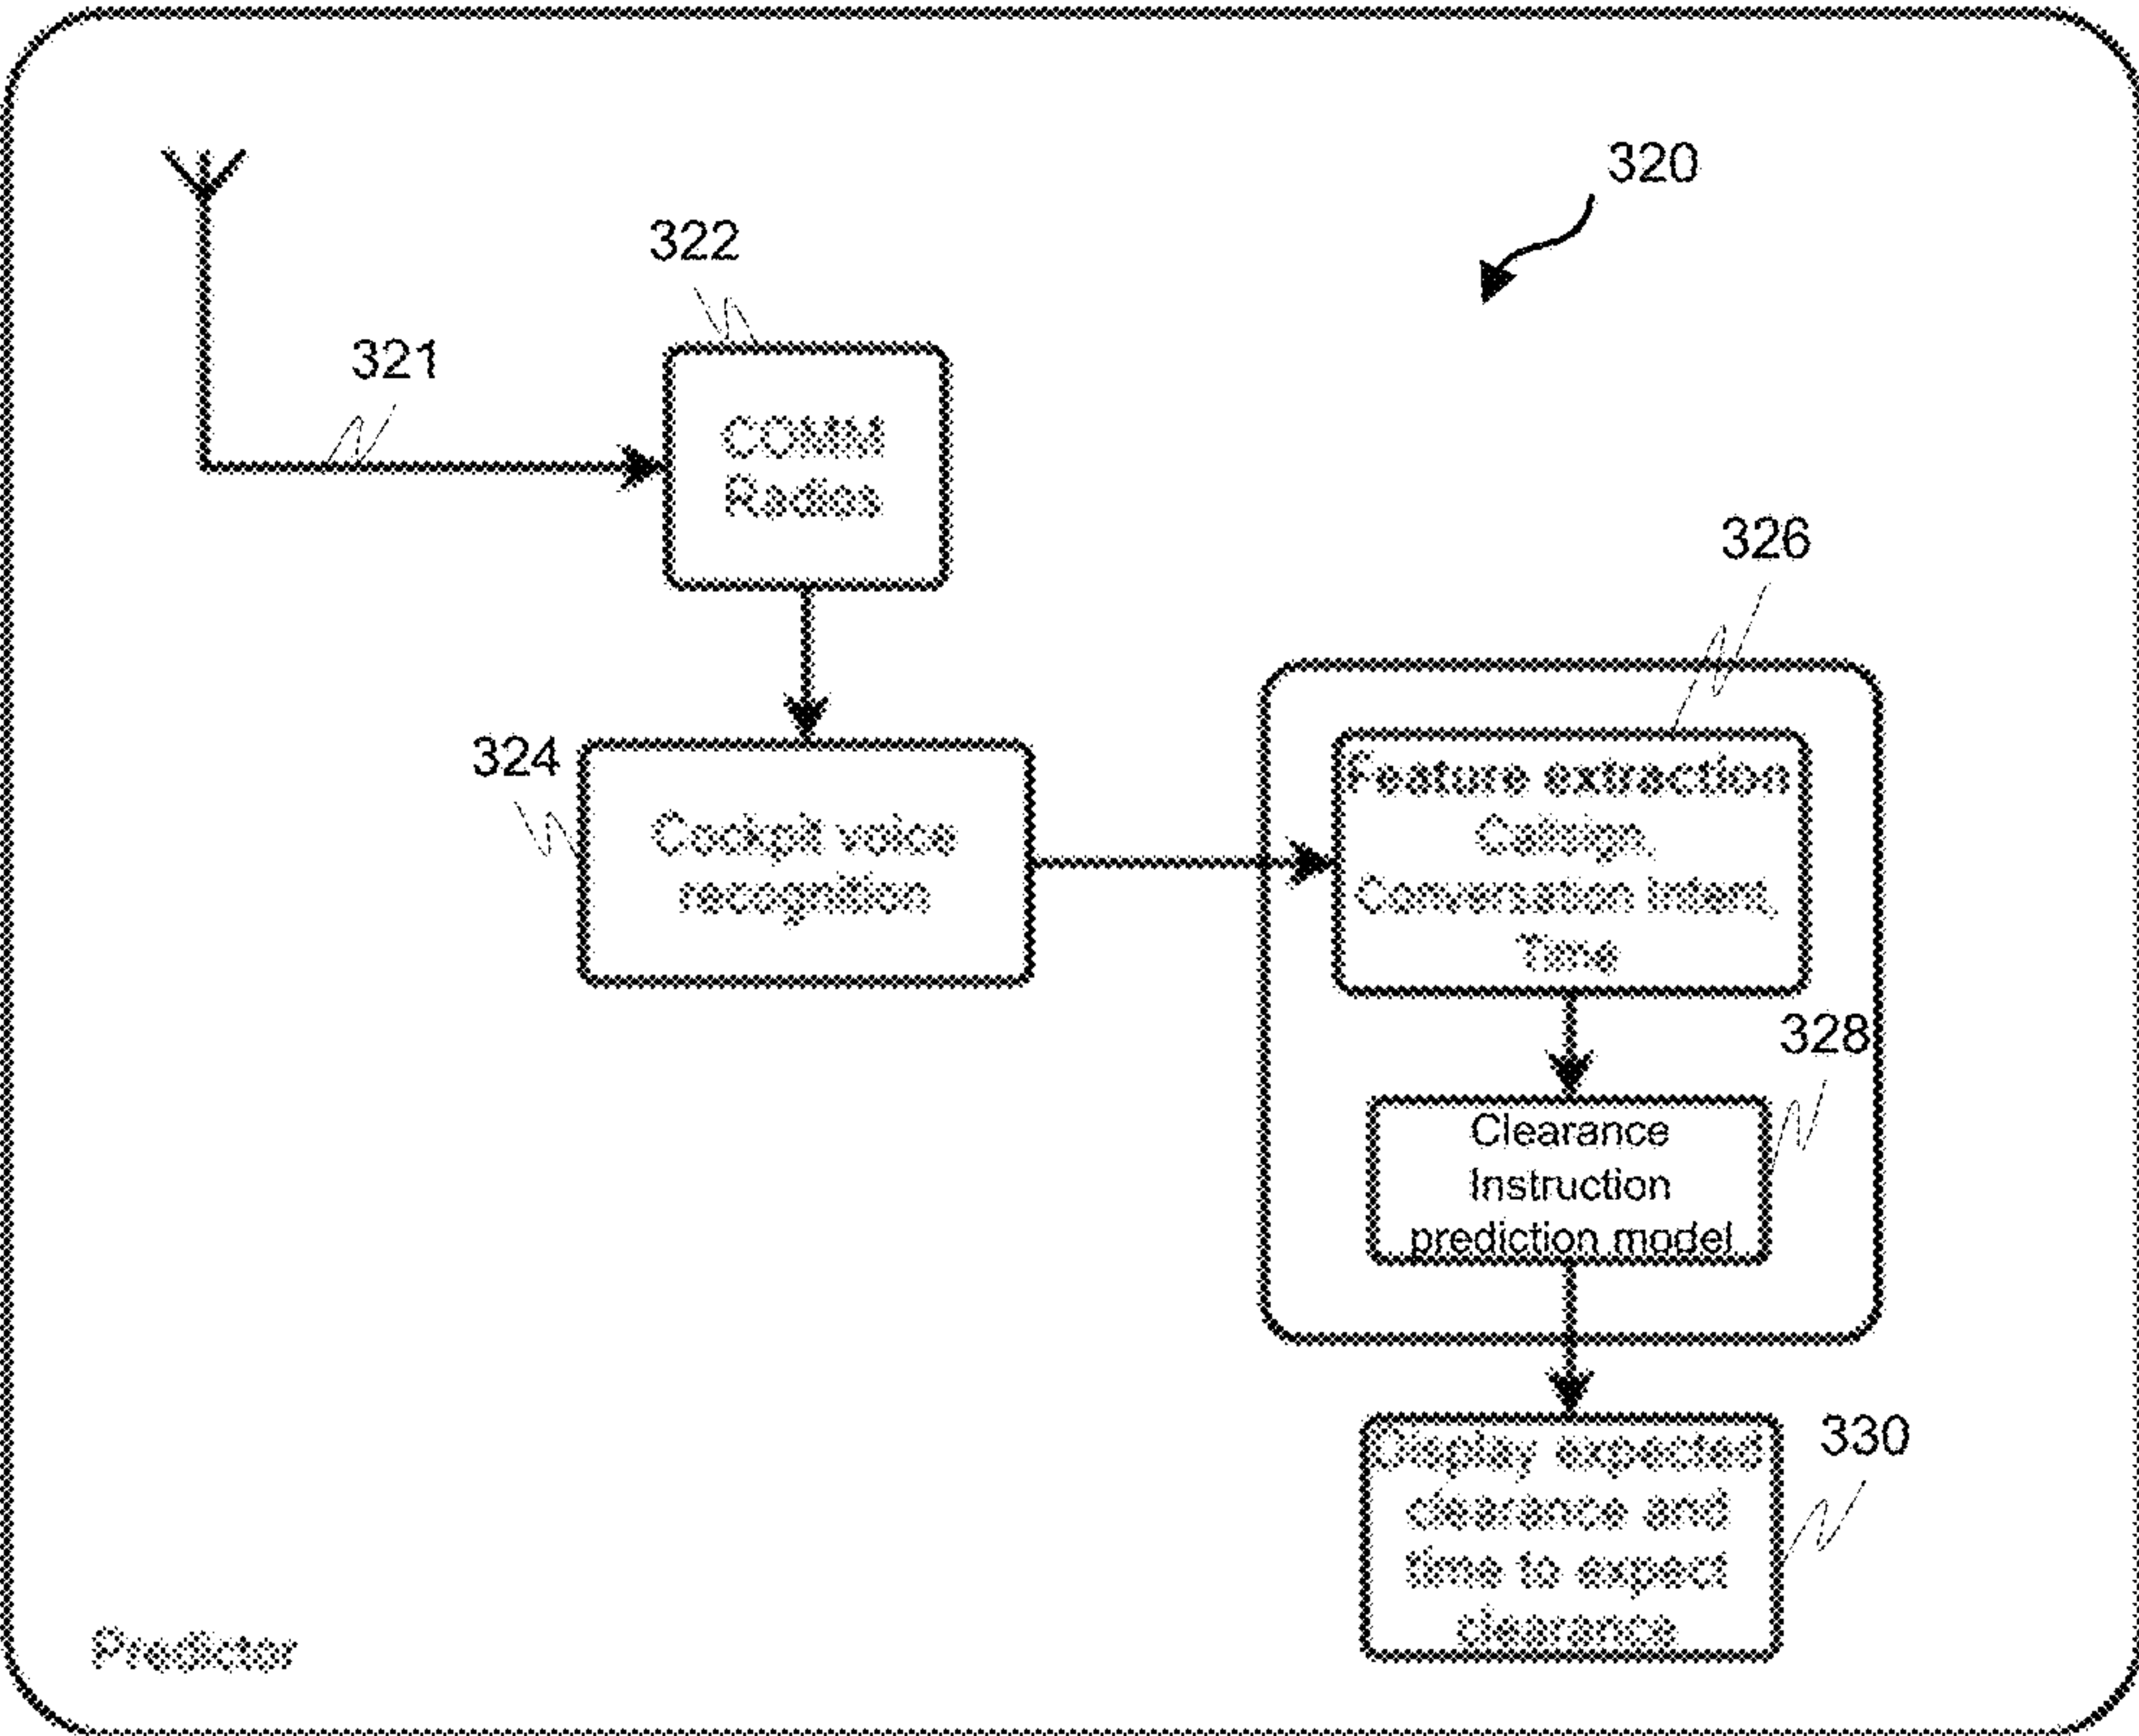 320
322
321
COMM
Radios
326
324
Cockpit voice
recognition
Feature extraction
Callsign,
Conversation Intent,
Time
328
Clearance
Instruction
prediction model
330
Display expected
clearance and
time to expect
clearance
Predictor